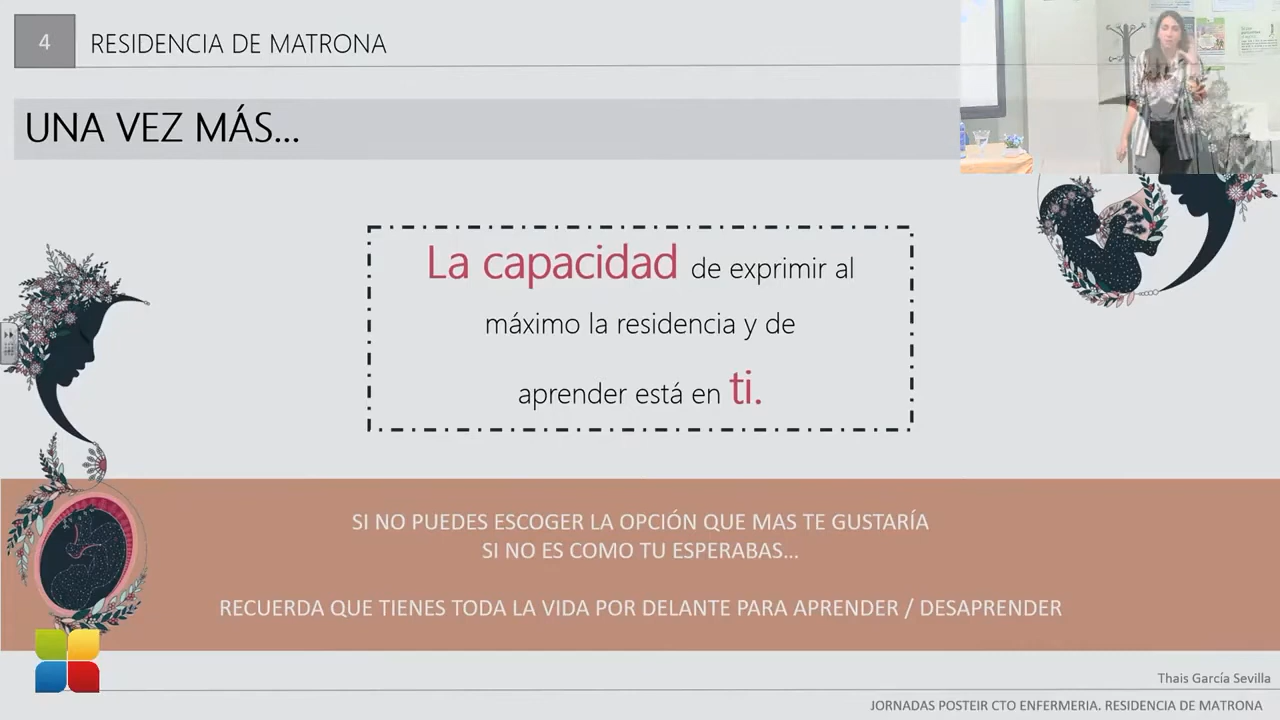 4
RESIDENCIA DE MATRONA
UNA VEZ MÁS...
La capacidad de exprimir al
máximo la residencia y de
aprender está en ti.
SI NO PUEDES ESCOGER LA OPCIÓN QUE MAS TE GUSTARÍA
SI NO ES COMO TU ESPERABAS...
RECUERDA QUE TIENES TODA LA VIDA POR DELANTE PARA APRENDER / DESAPRENDER
Thais García Sevilla
JORNADAS POSTEIR CTO ENFERMERIA. RESIDENCIA DE MATRONA